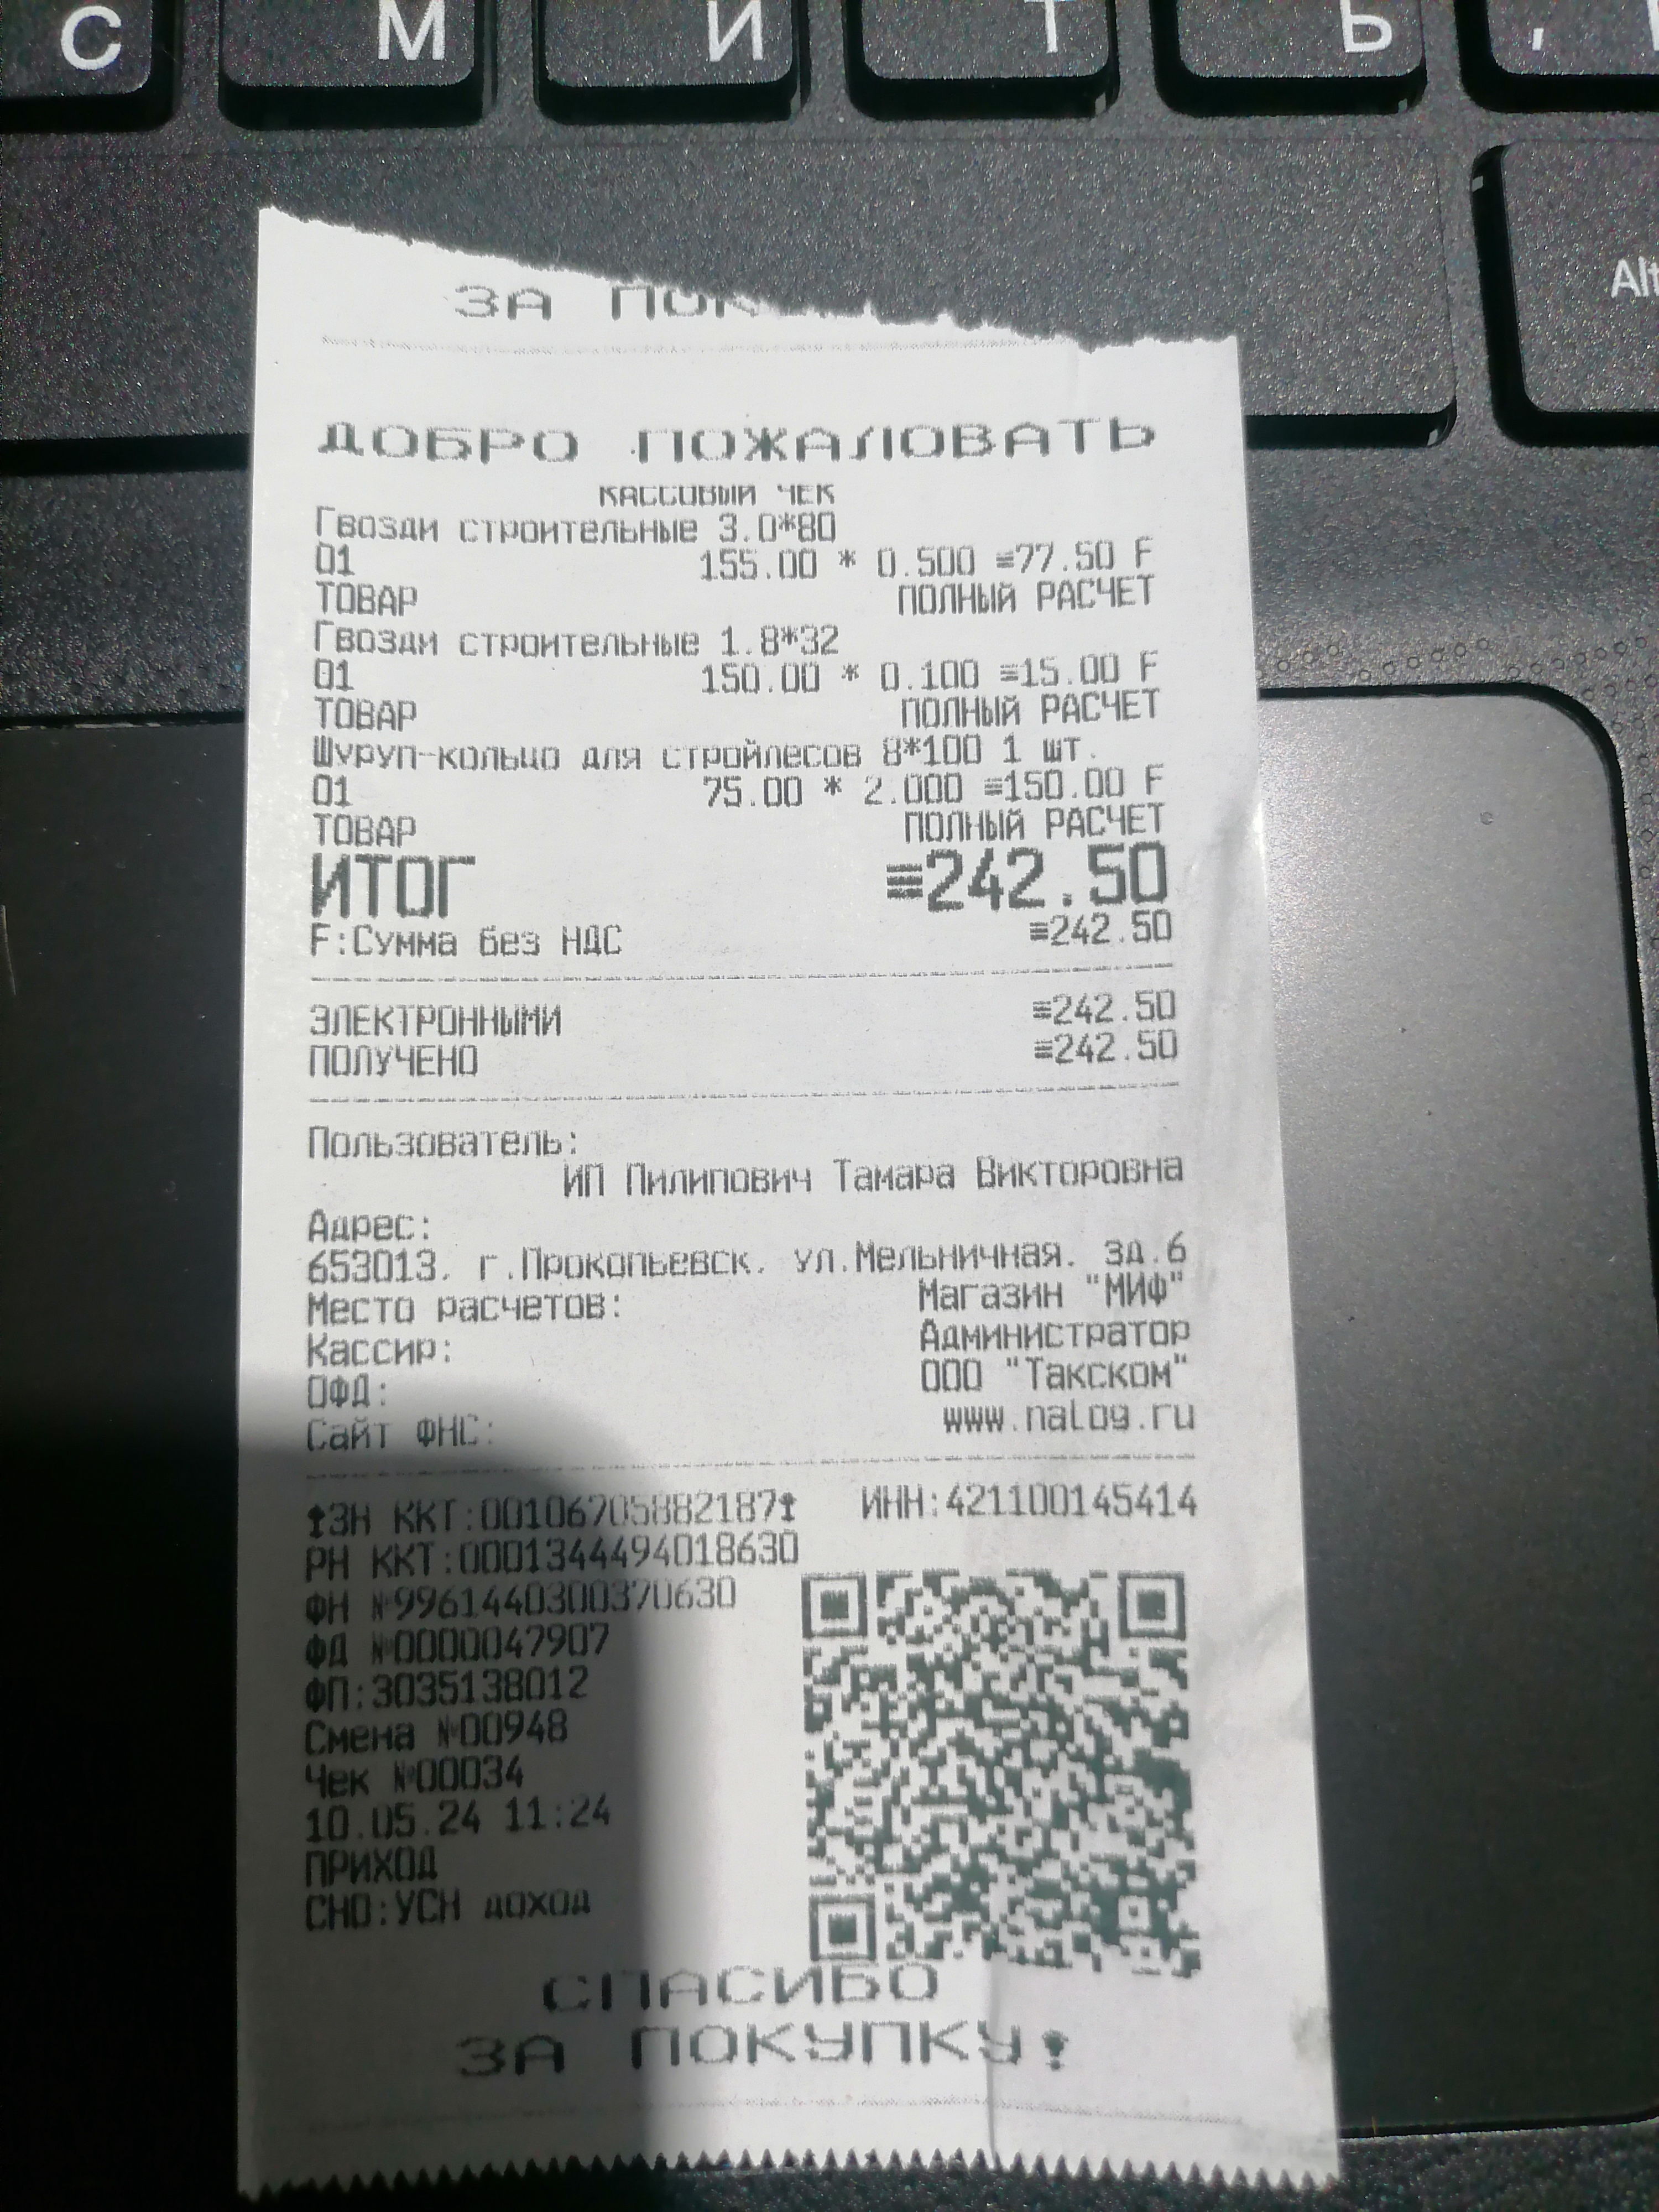 С М И Т Ь ,
Alt
ЗА
ДОБРО ПОЖАЛОВАТЬ
КАССОВЫЙ ЧЕК
Гвозди строительные 3.0*80
01 155.00 * 0.500 ≡77.50 F
ТОВАР ПОЛНЫЙ РАСЧЕТ
Гвозди строительные 1.8*32
01 150.00 * 0.100 ≡15.00 F
ТОВАР ПОЛНЫЙ РАСЧЕТ
Шуруп-кольцо для стройлесов 8*100 1 шт.
01 75.00 * 2.000 ≡150.00 F
ТОВАР ПОЛНЫЙ РАСЧЕТ
ИТОГ ≡242.50
F:Сумма без НДС ≡242.50
ЭЛЕКТРОННЫМИ ≡242.50
ПОЛУЧЕНО ≡242.50
Пользователь:
ИП Пилипович Тамара Викторовна
Адрес:
653013, г.Прокопьевск, ул.Мельничная, зд.6
Место расчетов: Магазин "МИФ"
Кассир: Администратор
ОФД: ООО "Такском"
Сайт ФНС: www.nalog.ru
ЗН ККТ:00106705882187 ИНН:421100145414
РН ККТ:0001344494018630
ФН №9961440300370630
ФД №0000047907
ФП:3035138012
Смена №00948
Чек №00034
10.05.24 11:24
ПРИХОД
СНО:УСН доход
СПАСИБО
ЗА ПОКУПКУ!